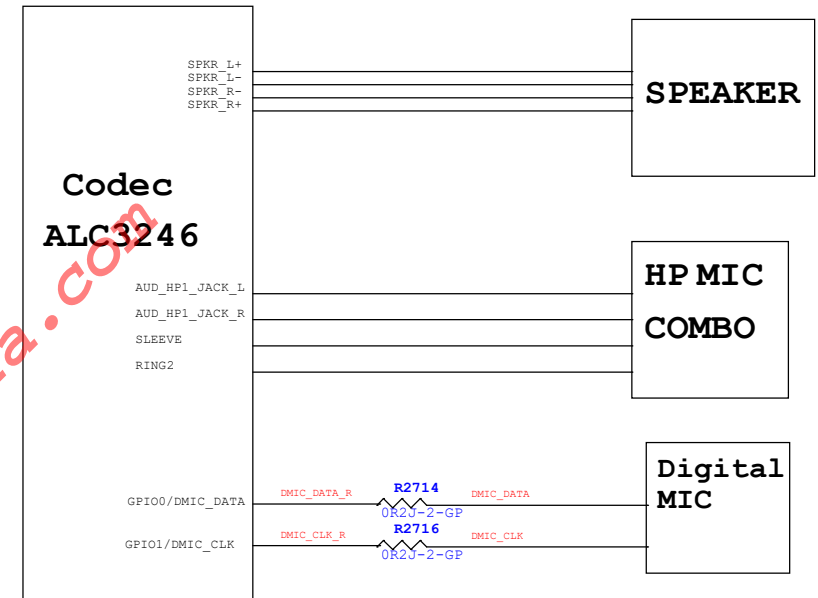 SPKR_L+
SPKR_L-
SPKR_R-
SPKR_R+
SPEAKER
Codec
ALC3246
a.com
AUD_HP1_JACK_L
AUD_HP1_JACK_R
SLEEVE
RING2
HP MIC
COMBO
GPIO0/DMIC_DATA
DMIC_DATA_R
R2714
0R2J-2-GP
DMIC_DATA
GPIO1/DMIC_CLK
DMIC_CLK_R
R2716
0R2J-2-GP
DMIC_CLK
Digital
MIC